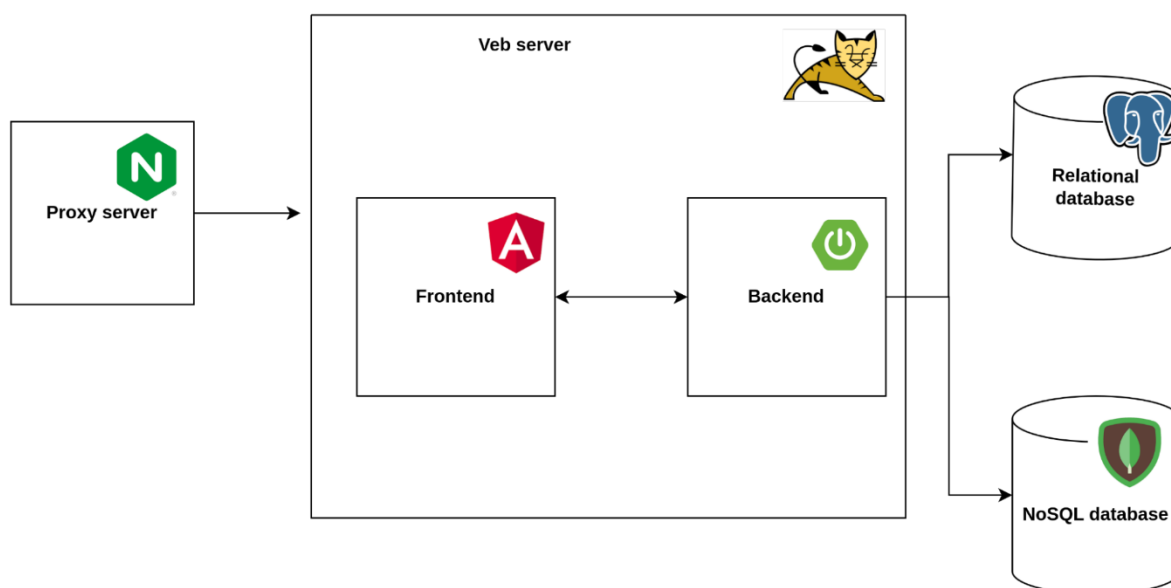 Veb server
N
Proxy server
A
Frontend
Backend
Relational
database
NoSQL database